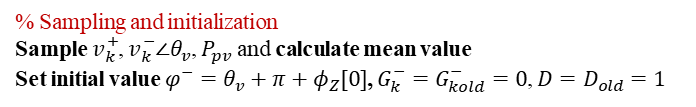 % Sampling and initialization
Sample v_k^+, v_k^-∠θ_v, P_pv and calculate mean value
Set initial value φ^- = θ_v + π + ϕ_Z[0], G_k^- = G_kold^- = 0, D = D_old = 1